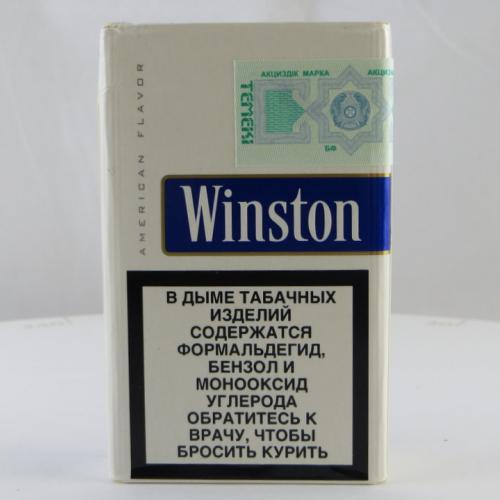 AMERICAN FLAVOR
АКЦИЗДІК МАРКА АКЦИЗ
TEMEKI
БФ
Winston
В ДЫМЕ ТАБАЧНЫХ
ИЗДЕЛИЙ
СОДЕРЖАТСЯ
ФОРМАЛЬДЕГИД,
БЕНЗОЛ И
МОНООКСИД
УГЛЕРОДА
ОБРАТИТЕСЬ К
ВРАЧУ, ЧТОБЫ
БРОСИТЬ КУРИТЬ